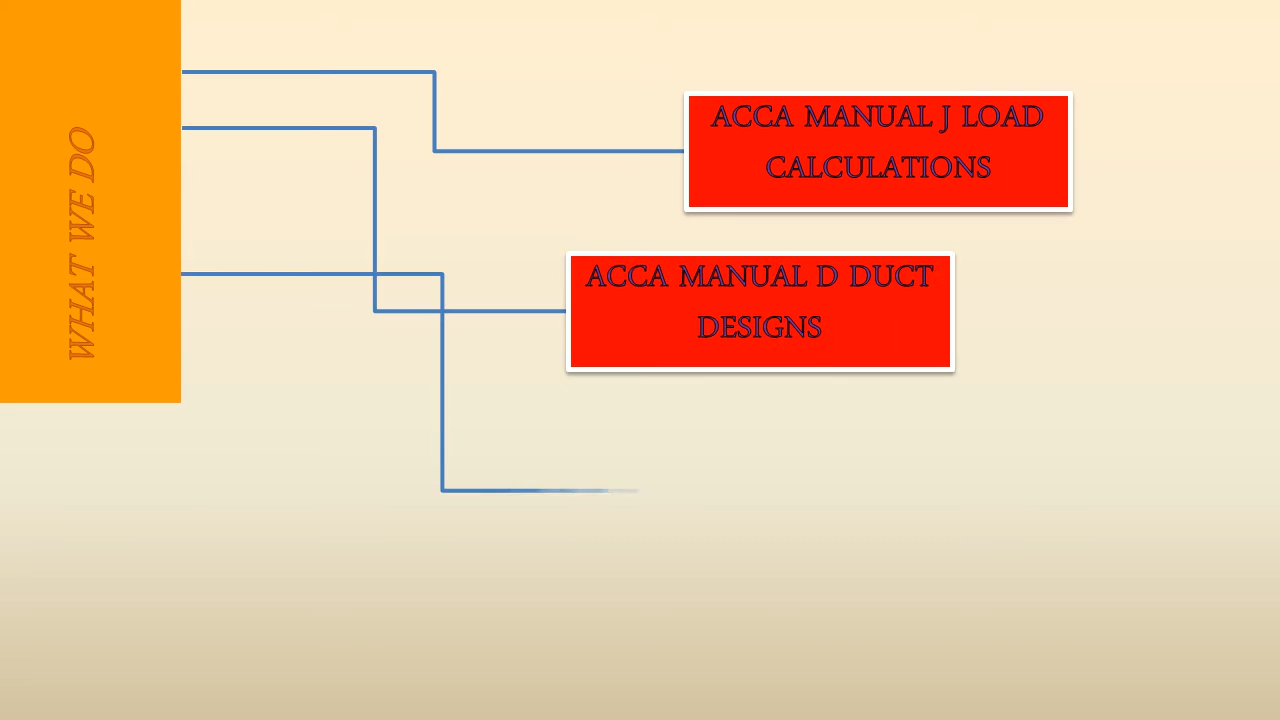 WHAT WE DO
ACCA MANUAL J LOAD
CALCULATIONS
ACCA MANUAL D DUCT
DESIGNS